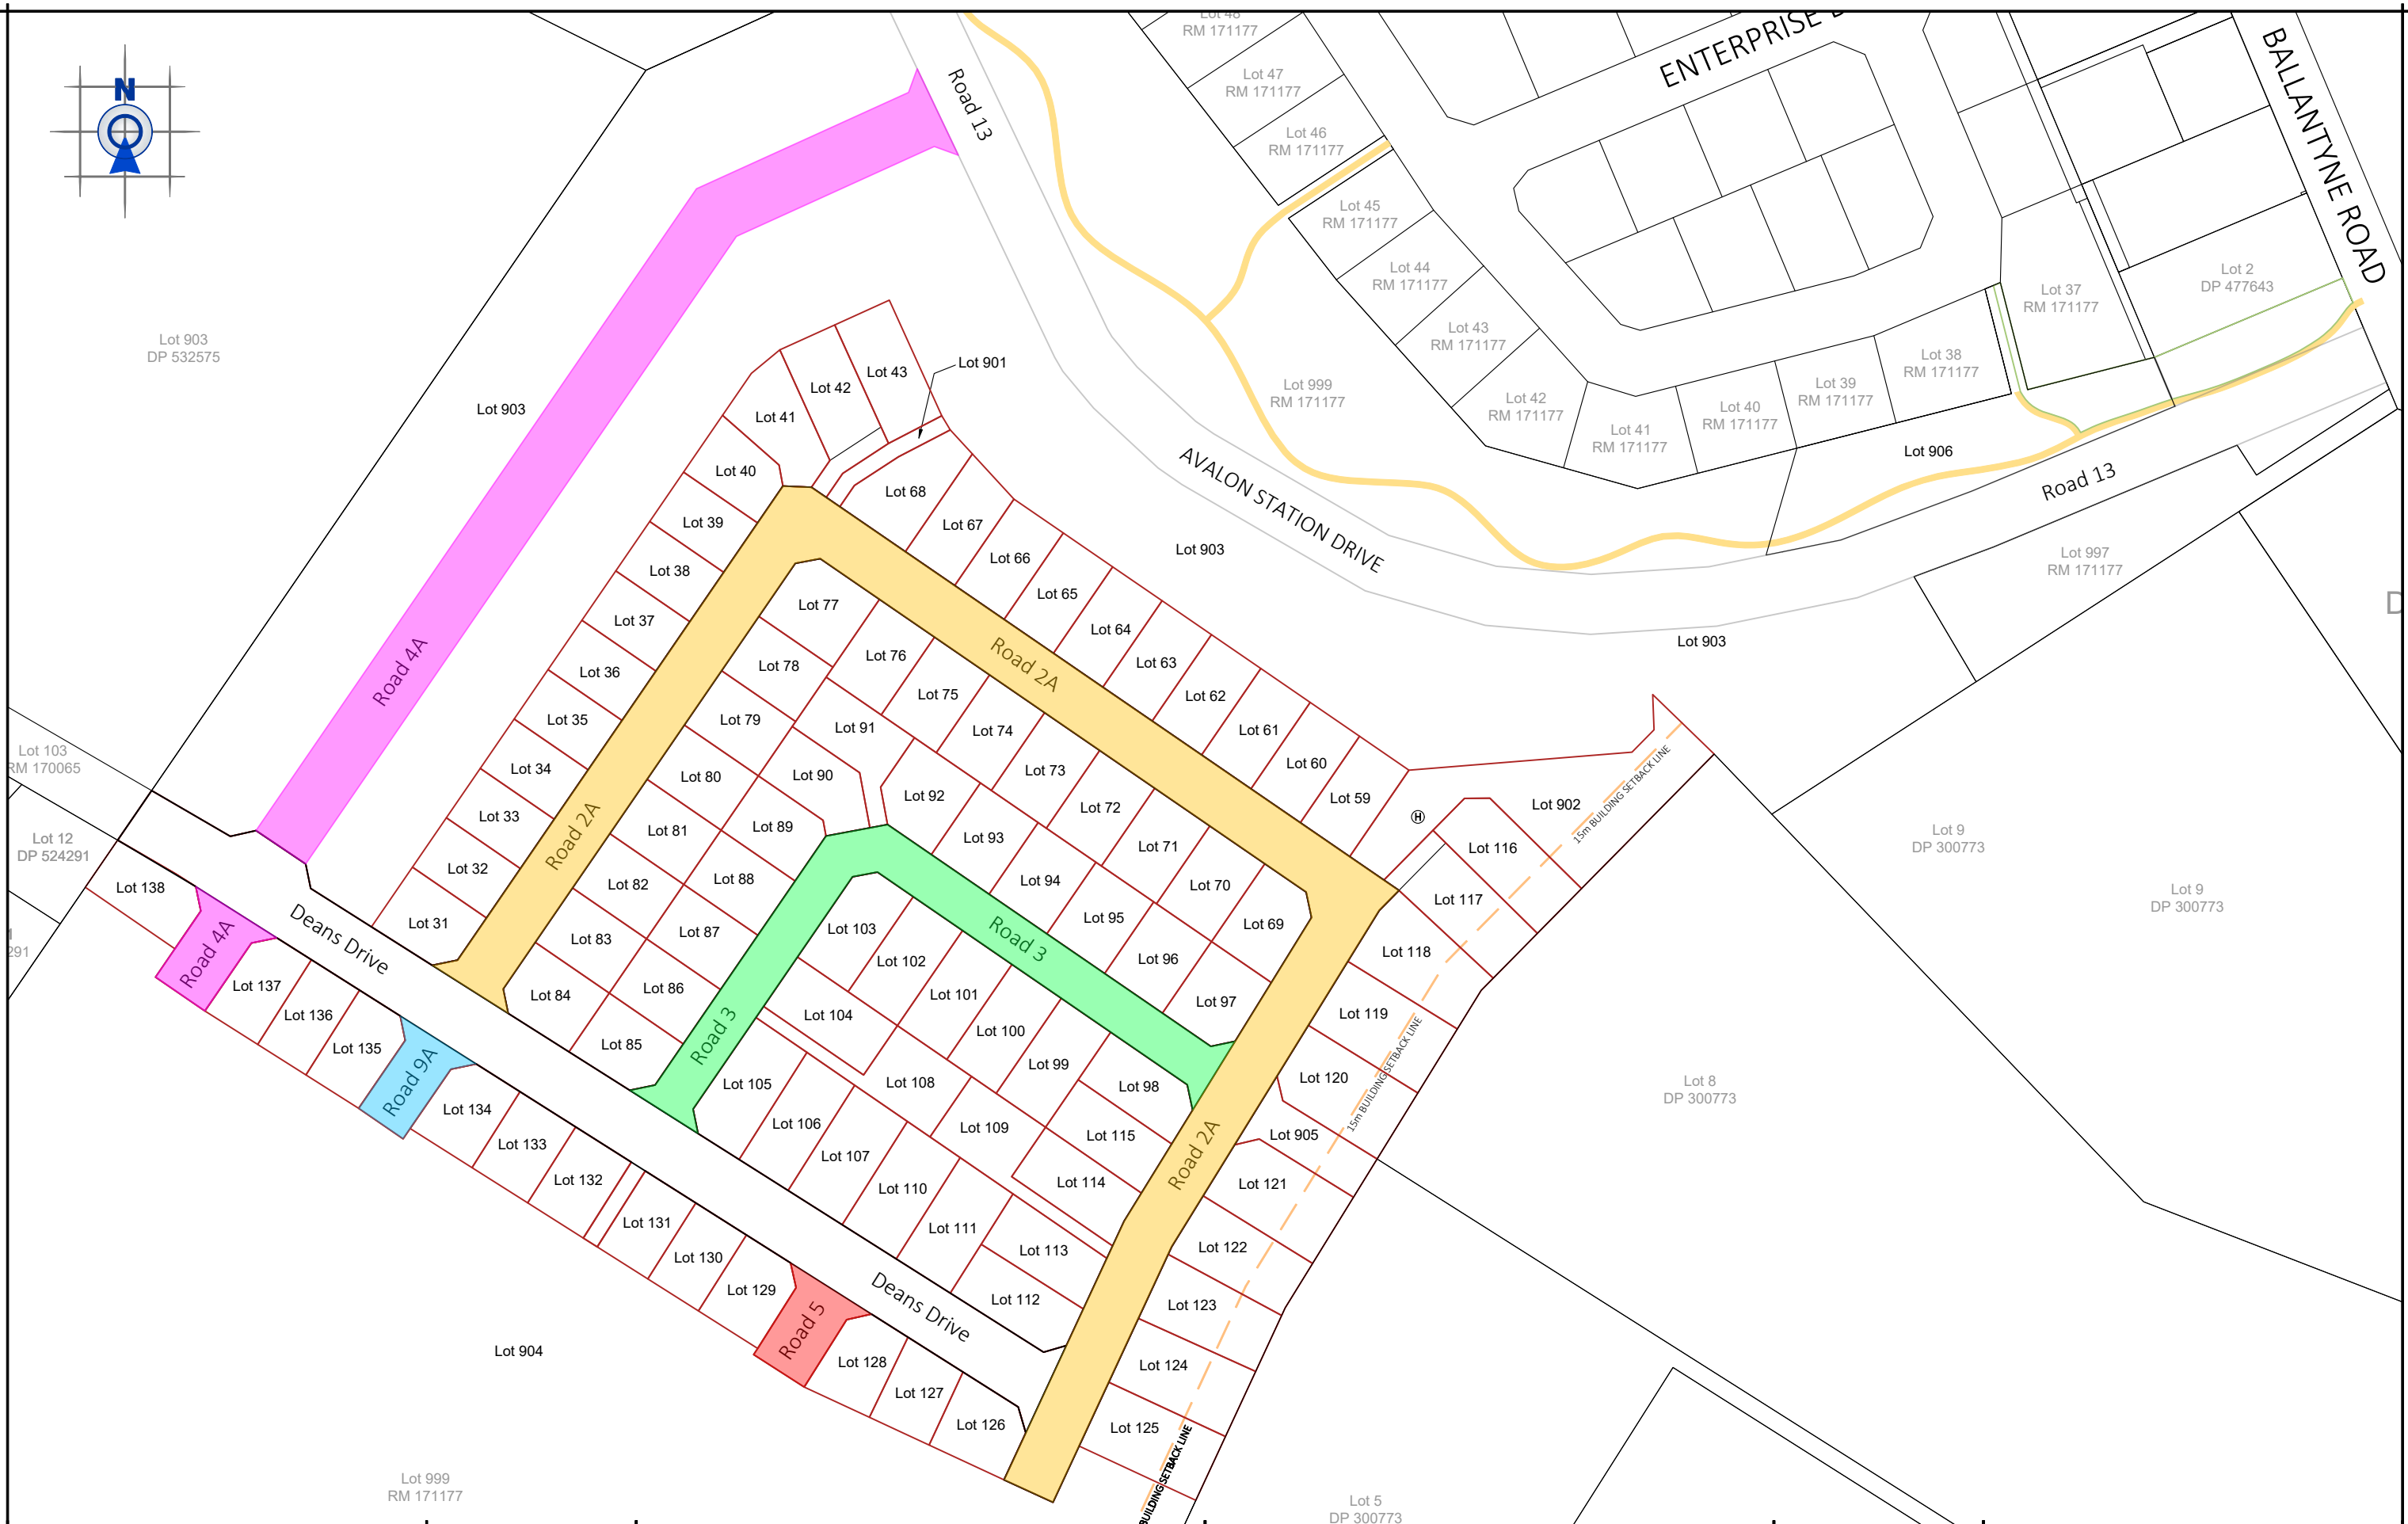 N
Lot 48
RM 171177
Lot 47
RM 171177
Lot 46
RM 171177
Lot 45
RM 171177
Lot 44
RM 171177
Lot 43
RM 171177
Lot 42
RM 171177
Lot 41
RM 171177
Lot 40
RM 171177
Lot 39
RM 171177
Lot 38
RM 171177
Lot 37
RM 171177
Lot 2
DP 477643
ENTERPRISE
BALLANTYNE ROAD
Road 13
Lot 903
DP 532575
Lot 903
Lot 999
RM 171177
Lot 906
Road 13
AVALON STATION DRIVE
Lot 903
Lot 997
RM 171177
Lot 903
D
Lot 901
Lot 43
Lot 42
Lot 41
Lot 40
Lot 39
Lot 38
Lot 37
Lot 36
Lot 35
Lot 34
Lot 33
Lot 32
Lot 31
Road 4A
Road 2A
Road 2A
Lot 68
Lot 67
Lot 66
Lot 65
Lot 64
Lot 63
Lot 62
Lot 61
Lot 60
Lot 59
H
Lot 902
15m BUILDING SETBACK LINE
Lot 77
Lot 76
Lot 75
Lot 74
Lot 73
Lot 72
Lot 71
Lot 70
Lot 69
Lot 78
Lot 79
Lot 80
Lot 81
Lot 82
Lot 83
Lot 84
Lot 85
Lot 86
Lot 87
Lot 88
Lot 89
Lot 90
Lot 91
Lot 92
Lot 93
Lot 94
Lot 95
Lot 96
Lot 97
Road 3
Road 3
Lot 103
Lot 102
Lot 101
Lot 100
Lot 99
Lot 98
Lot 104
Lot 105
Lot 106
Lot 107
Lot 108
Lot 109
Lot 110
Lot 111
Lot 112
Lot 113
Lot 114
Lot 115
Road 2A
Lot 116
Lot 117
Lot 118
Lot 119
Lot 120
Lot 905
15m BUILDING SETBACK LINE
Lot 121
Lot 122
Lot 123
Lot 124
Lot 125
BUILDING SETBACK LINE
Lot 103
RM 170065
Lot 12
DP 524291
291
Lot 138
Road 4A
Deans Drive
Lot 137
Lot 136
Lot 135
Road 9A
Lot 134
Lot 133
Lot 132
Lot 131
Lot 130
Lot 129
Road 5
Deans Drive
Lot 128
Lot 127
Lot 126
Lot 904
Lot 999
RM 171177
Lot 9
DP 300773
Lot 9
DP 300773
Lot 8
DP 300773
Lot 5
DP 300773